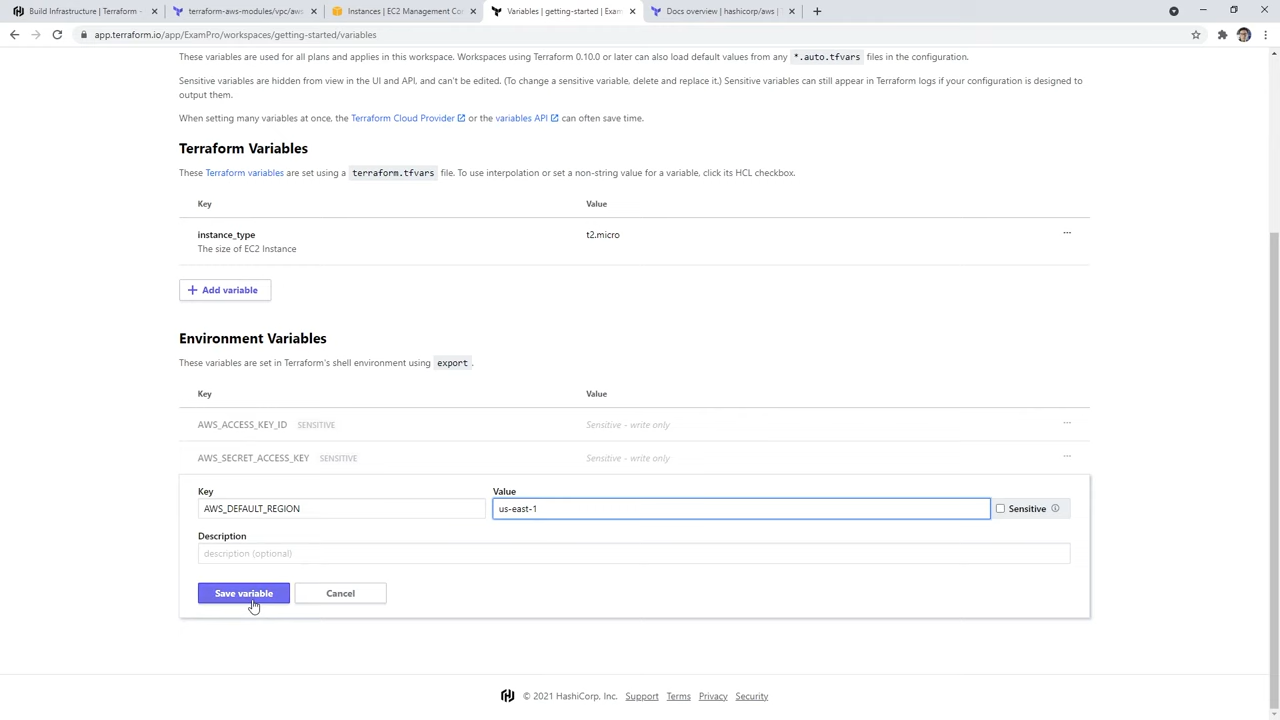 Build Infrastructure | Terraform -
terraform-aws-modules/vpc/aws
Instances | EC2 Management Co
Variables | getting-started | Exam
Docs overview | hashicorp/aws |
app.terraform.io/app/ExamPro/workspaces/getting-started/variables
These variables are used for all plans and applies in this workspace. Workspaces using Terraform 0.10.0 or later can also load default values from any *.auto.tfvars files in the configuration.
Sensitive variables are hidden from view in the UI and API, and can't be edited. (To change a sensitive variable, delete and replace it.) Sensitive variables can still appear in Terraform logs if your configuration is designed to
output them.
When setting many variables at once, the Terraform Cloud Provider or the variables API can often save time.
Terraform Variables
These Terraform variables are set using a terraform.tfvars file. To use interpolation or set a non-string value for a variable, click its HCL checkbox.
Key Value
instance_type t2.micro ...
The size of EC2 Instance
+ Add variable
Environment Variables
These variables are set in Terraform's shell environment using export.
Key Value
AWS_ACCESS_KEY_ID SENSITIVE Sensitive - write only ...
AWS_SECRET_ACCESS_KEY SENSITIVE Sensitive - write only ...
Key Value
AWS_DEFAULT_REGION us-east-1 Sensitive
Description
description (optional)
Save variable Cancel
© 2021 HashiCorp, Inc. Support Terms Privacy Security